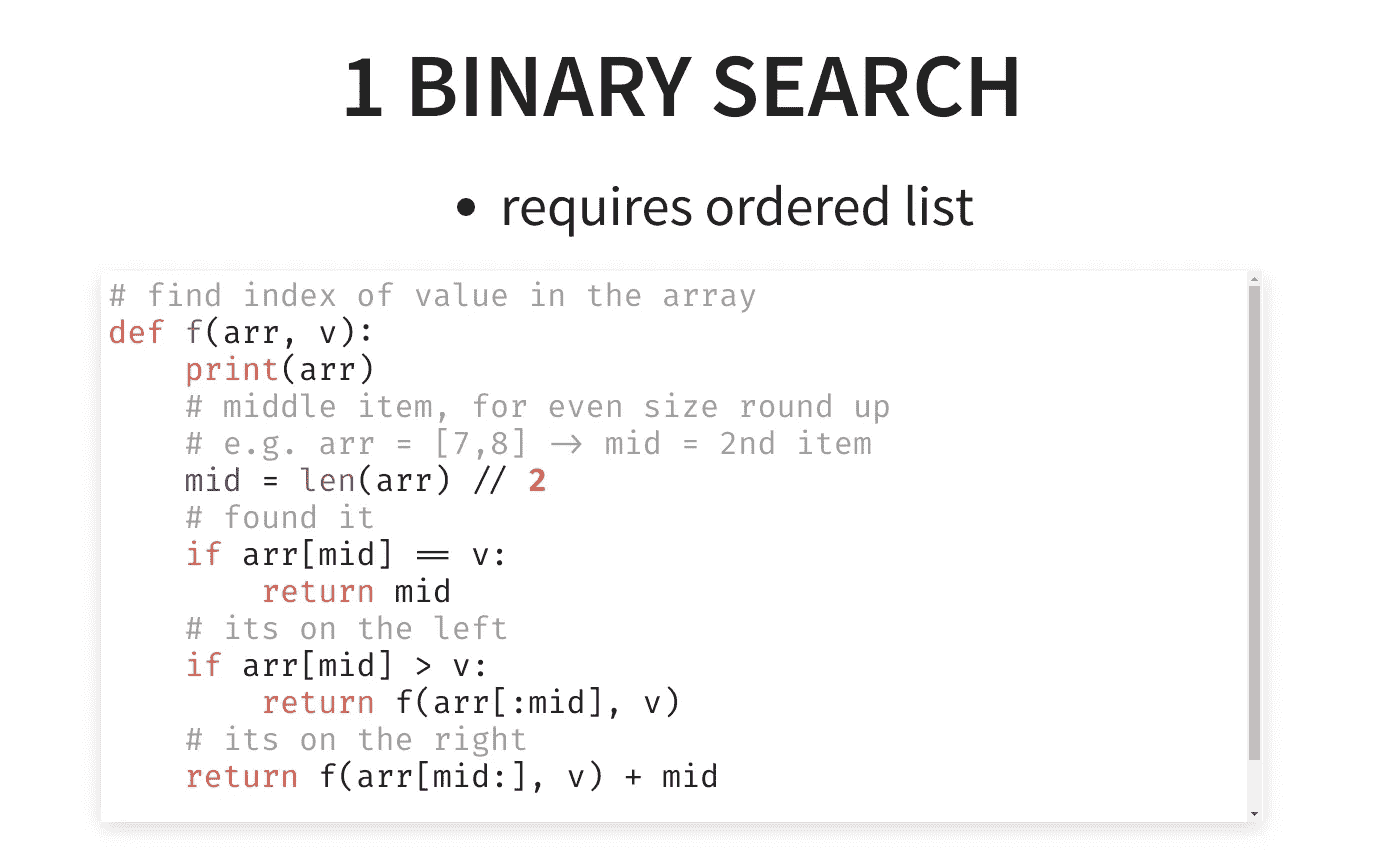 1 BINARY SEARCH
• requires ordered list
# find index of value in the array
def f(arr, v):
    print(arr)
    # middle item, for even size round up
    # e.g. arr = [7,8] -> mid = 2nd item
    mid = len(arr) // 2
    # found it
    if arr[mid] == v:
        return mid
    # its on the left
    if arr[mid] > v:
        return f(arr[:mid], v)
    # its on the right
    return f(arr[mid:], v) + mid